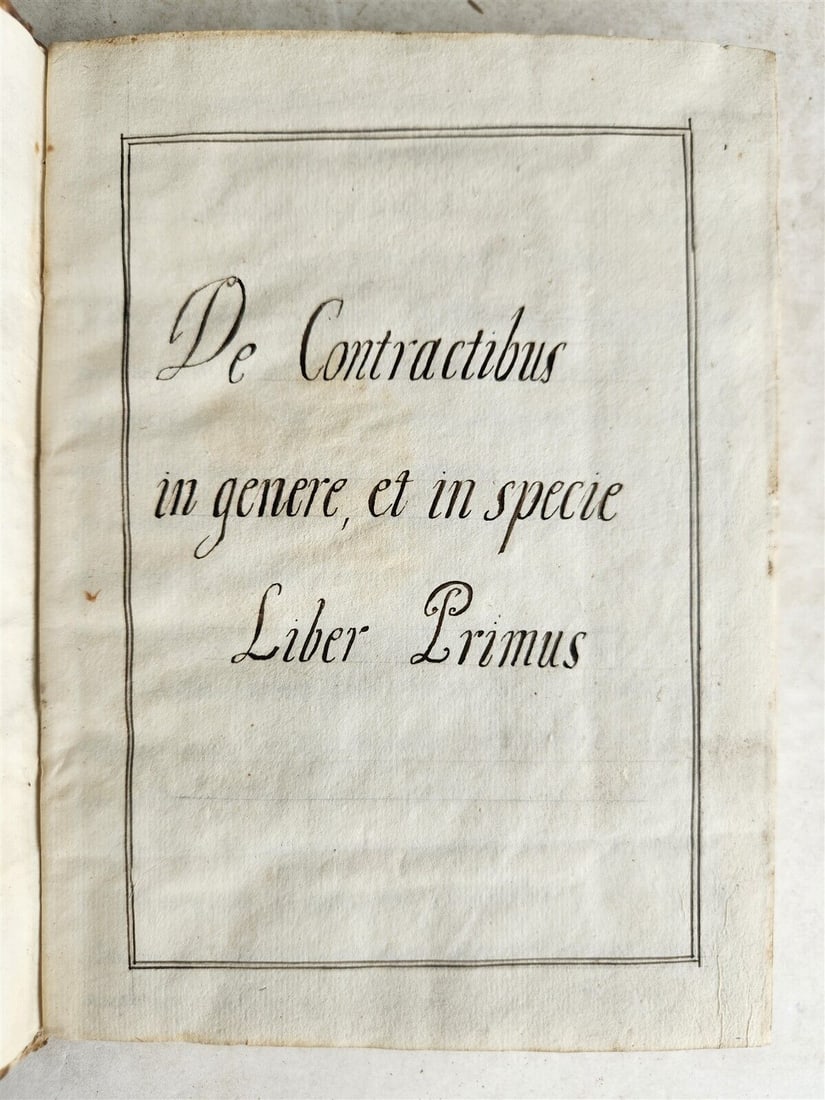 De Contractibus
in genere, et in specie
Liber Primus